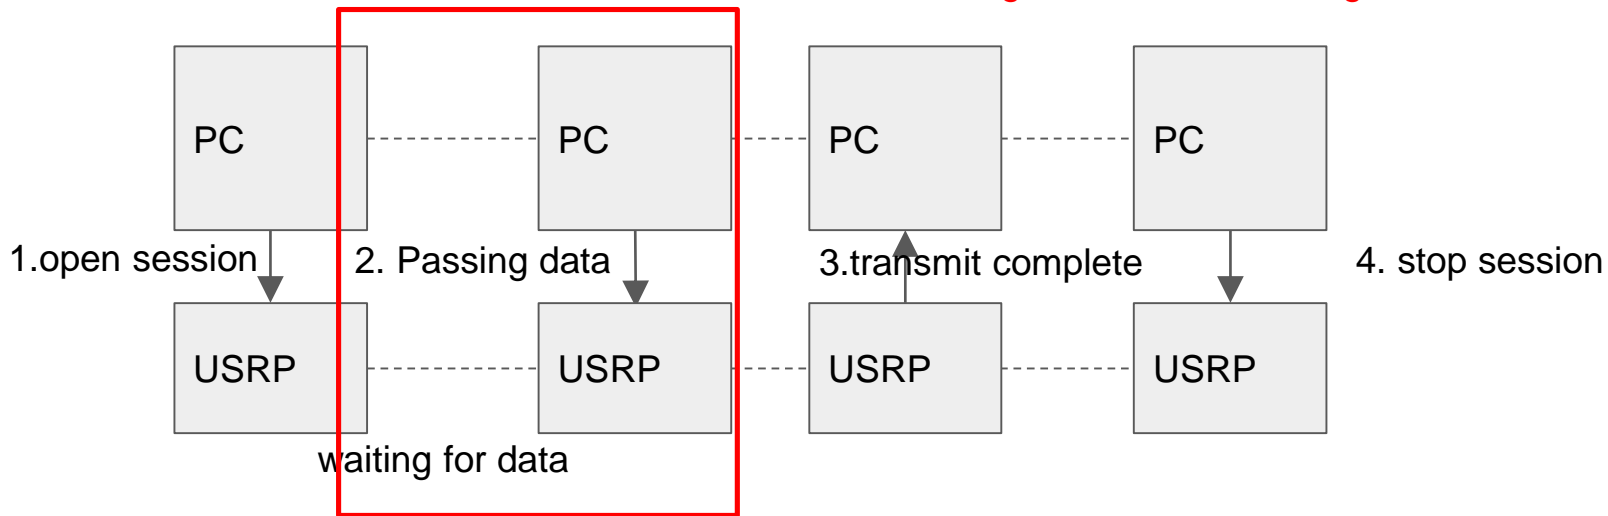 PC PC PC PC
1.open session 2. Passing data 3.transmit complete 4. stop session
USRP USRP USRP USRP
waiting for data